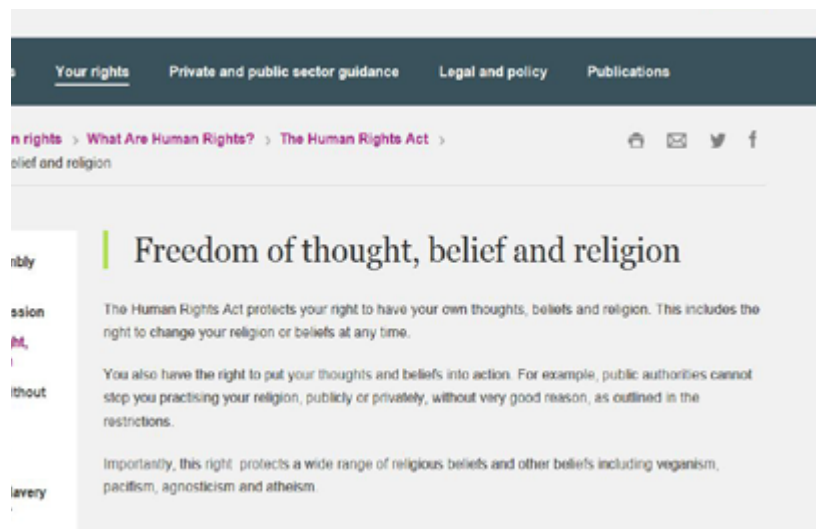 s Your rights Private and public sector guidance Legal and policy Publications
n rights > What Are Human Rights? > The Human Rights Act >
elief and religion
Freedom of thought, belief and religion
mbly
ssion
ght,
ithout
lavery
The Human Rights Act protects your right to have your own thoughts, beliefs and religion. This includes the
right to change your religion or beliefs at any time.
You also have the right to put your thoughts and beliefs into action. For example, public authorities cannot
stop you practising your religion, publicly or privately, without very good reason, as outlined in the
restrictions.
Importantly, this right protects a wide range of religious beliefs and other beliefs including veganism,
pacifism, agnosticism and atheism.